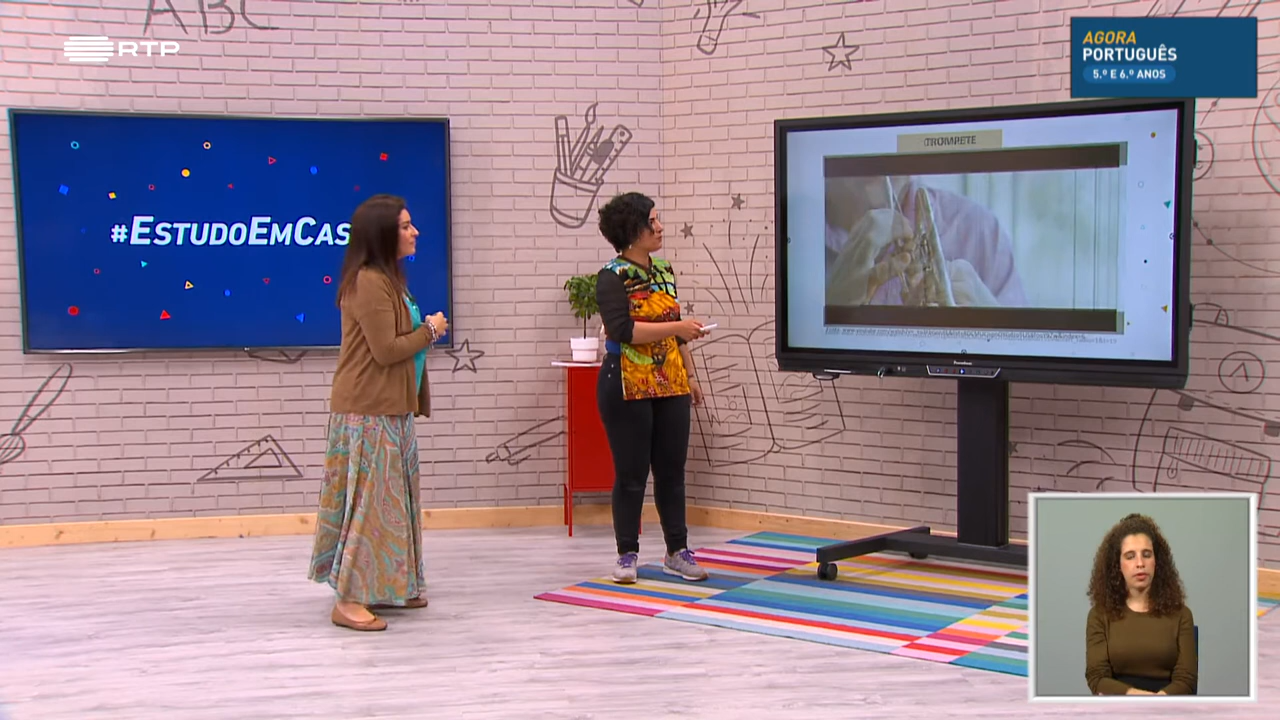 ABC
RTP
AGORA
PORTUGUÊS
5.º E 6.º ANOS
#ESTUDOEMCAS
TROMPETE